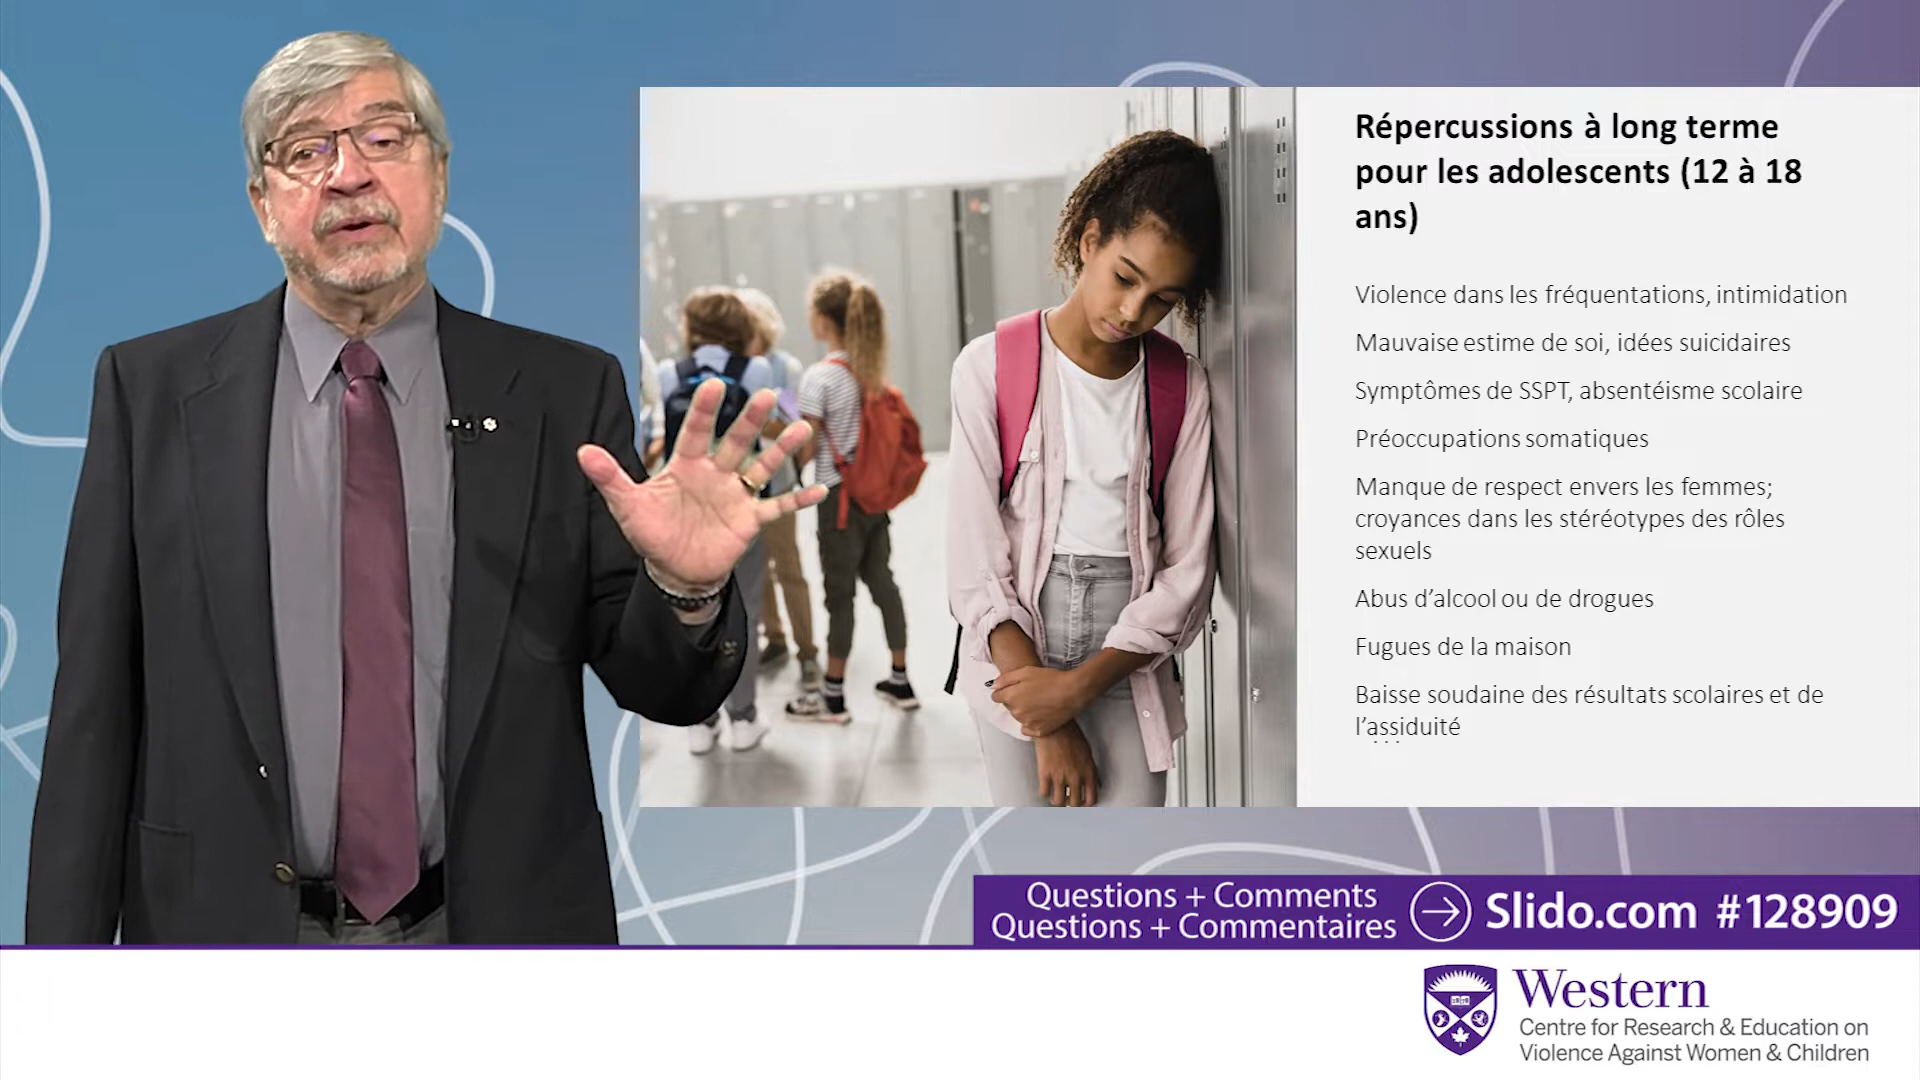 Répercussions à long terme
pour les adolescents (12 à 18
ans)
Violence dans les fréquentations, intimidation
Mauvaise estime de soi, idées suicidaires
Symptômes de SSPT, absentéisme scolaire
Préoccupations somatiques
Manque de respect envers les femmes;
croyances dans les stéréotypes des rôles
sexuels
Abus d’alcool ou de drogues
Fugues de la maison
Baisse soudaine des résultats scolaires et de
l’assiduité
Questions + Comments
Questions + Commentaires
Slido.com #128909
Western
Centre for Research & Education on
Violence Against Women & Children